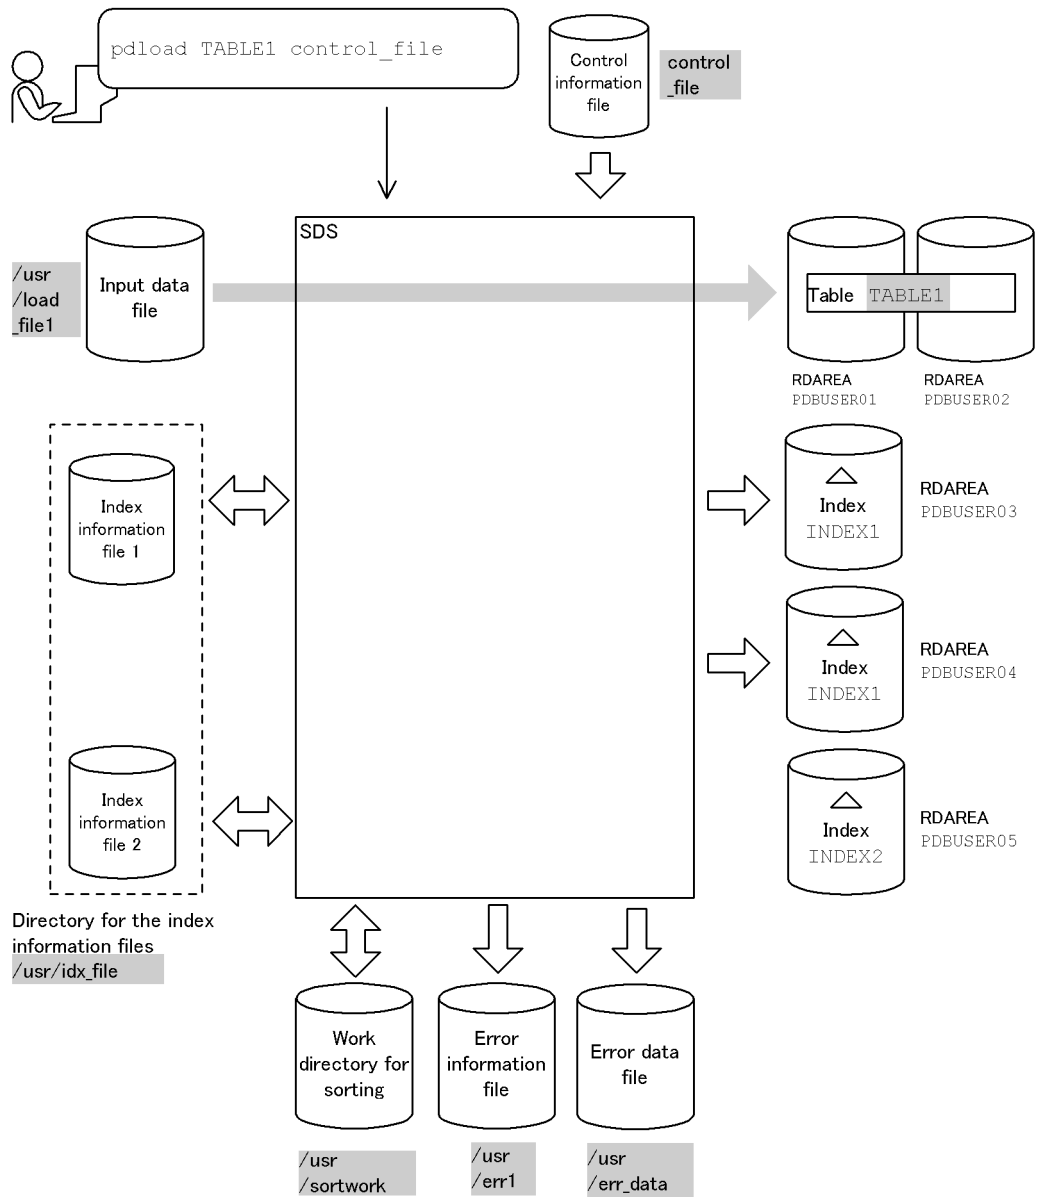 pdload TABLE1 control_file
Control
information
file
control
_file
SDS
/usr
/load
_file1
Input data
file
Table TABLE1
RDAREA
PDBUSER01
RDAREA
PDBUSER02
Index
information
file 1
Index
INDEX1
RDAREA
PDBUSER03
Index
INDEX1
RDAREA
PDBUSER04
Index
information
file 2
Index
INDEX2
RDAREA
PDBUSER05
Directory for the index
information files
/usr/idx_file
Work
directory for
sorting
Error
information
file
Error data
file
/usr
/sortwork
/usr
/err1
/usr
/err_data